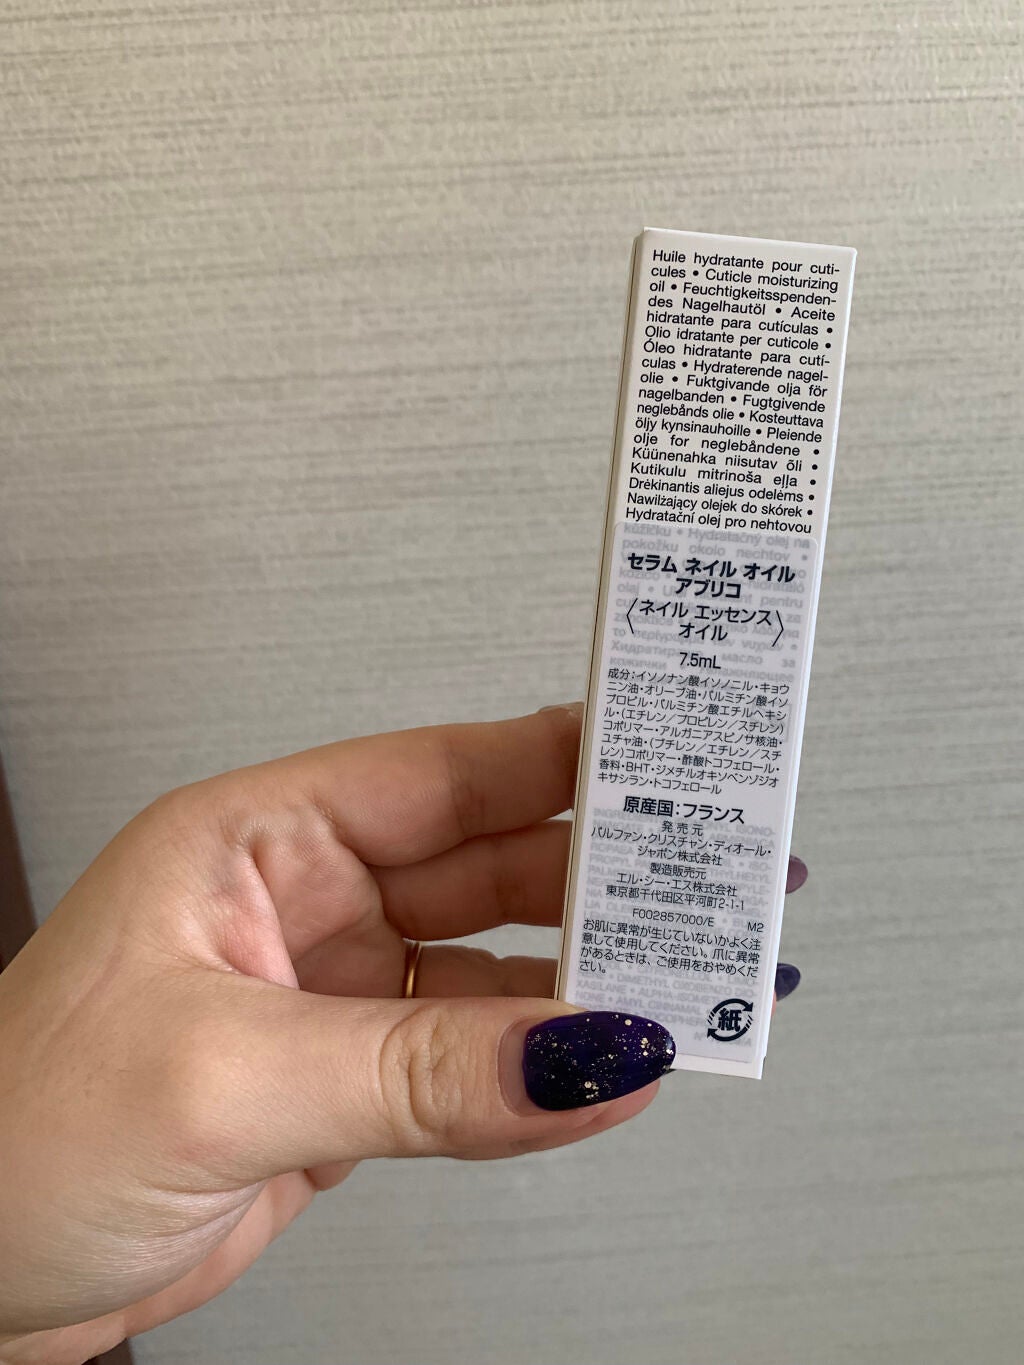 Huile hydratante pour cuti-
cules • Cuticle moisturizing
oil • Feuchtigkeitsspenden-
des Nagelhautöl • Aceite
hidratante para cutículas •
Olio idratante per cuticole •
Óleo hidratante para cutí-
culas • Hydraterende nagel-
olie • Fuktgivande olja för
nagelbanden • Fugtgivende
neglebånds olie • Kosteuttava
öljy kynsinauhoille • Pleiende
olje for neglebåndene •
Küünenahka niisutav õli •
Kutikulu mitrinoša eļļa •
Drėkinantis aliejus odelėms •
Nawilżający olejek do skórek •
Hydratační olej pro nehtovou
kůžičku • Hydratačný olej na
pokožku okolo nechtov •
セラム ネイル オイル
アブリコ
〈ネイル エッセンス
オイル〉
7.5mL
成分：イソノナン酸イソノニル・キョウ
ニン油・オリーブ油・パルミチン酸イソ
プロピル・パルミチン酸エチルヘキシ
ル・(エチレン／プロピレン／スチレン)
コポリマー・アルガニアスピノサ核油・
ユチャ油・(ブチレン／エチレン／スチ
レン)コポリマー・酢酸トコフェロール・
香料・BHT・ジメチルオキソベンゾジオ
キサシラン・トコフェロール
原産国：フランス
発売元
パルファン・クリスチャン・ディオール・
ジャポン株式会社
製造販売元
エル・シー・エス株式会社
東京都千代田区平河町2-1-1
F002857000/E M2
お肌に異常が生じていないかよく注
意して使用してください。爪に異常
があるときは、ご使用をおやめくだ
さい。
紙